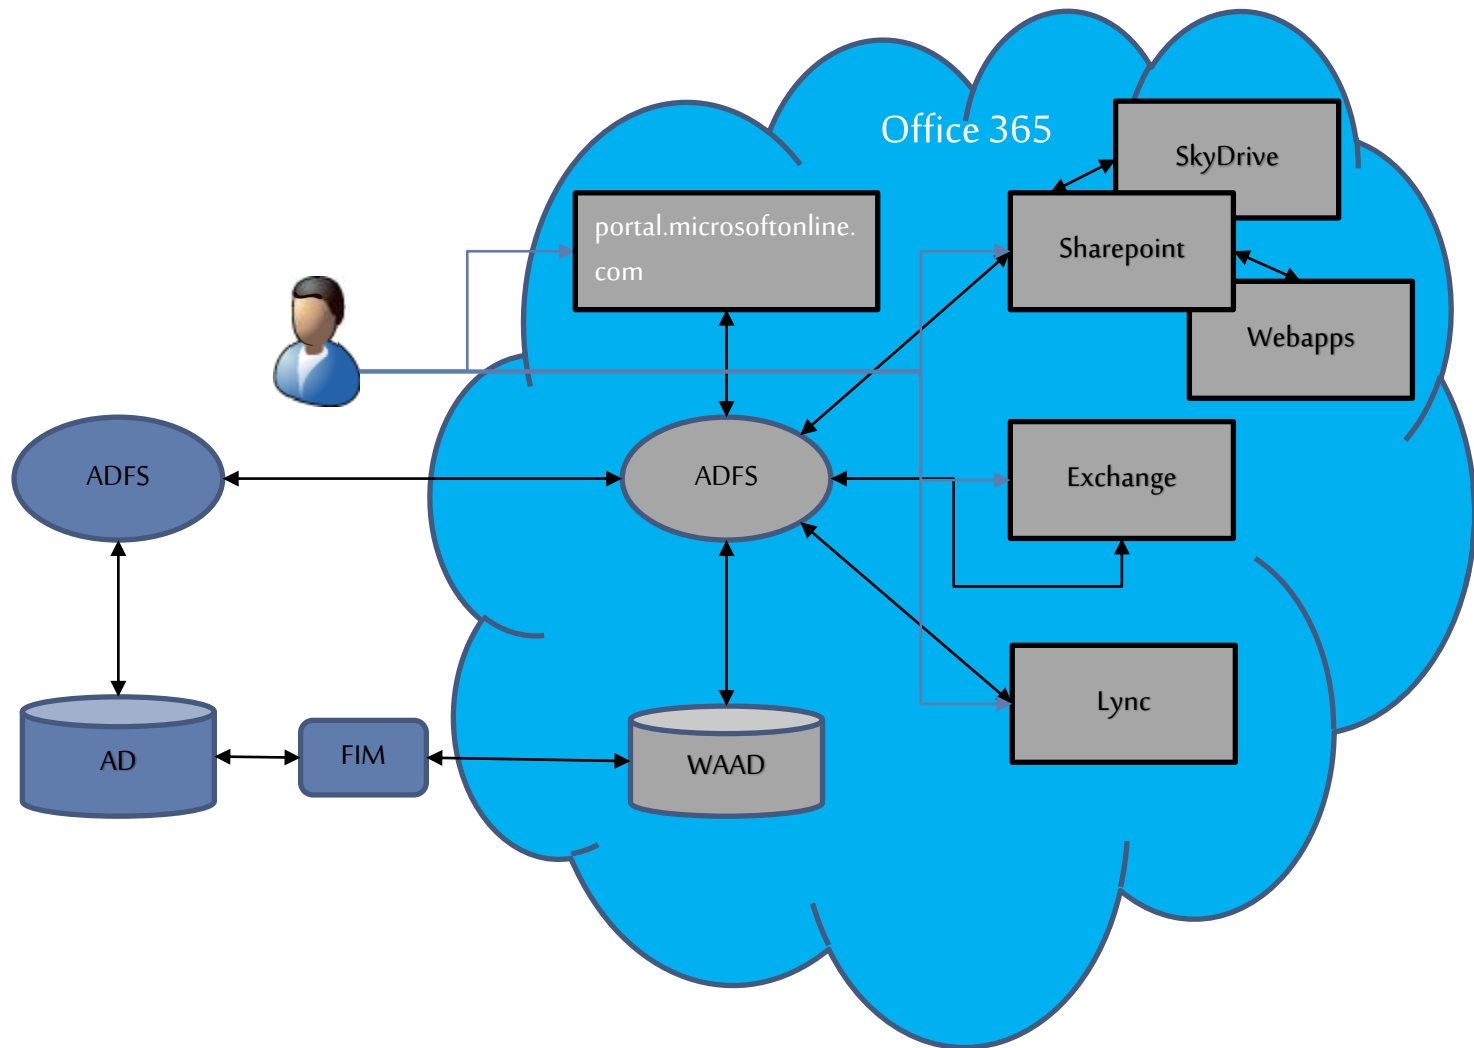 Office 365
SkyDrive
portal.microsoftonline.
com
Sharepoint
Webapps
ADFS
ADFS
Exchange
AD
FIM
WAAD
Lync